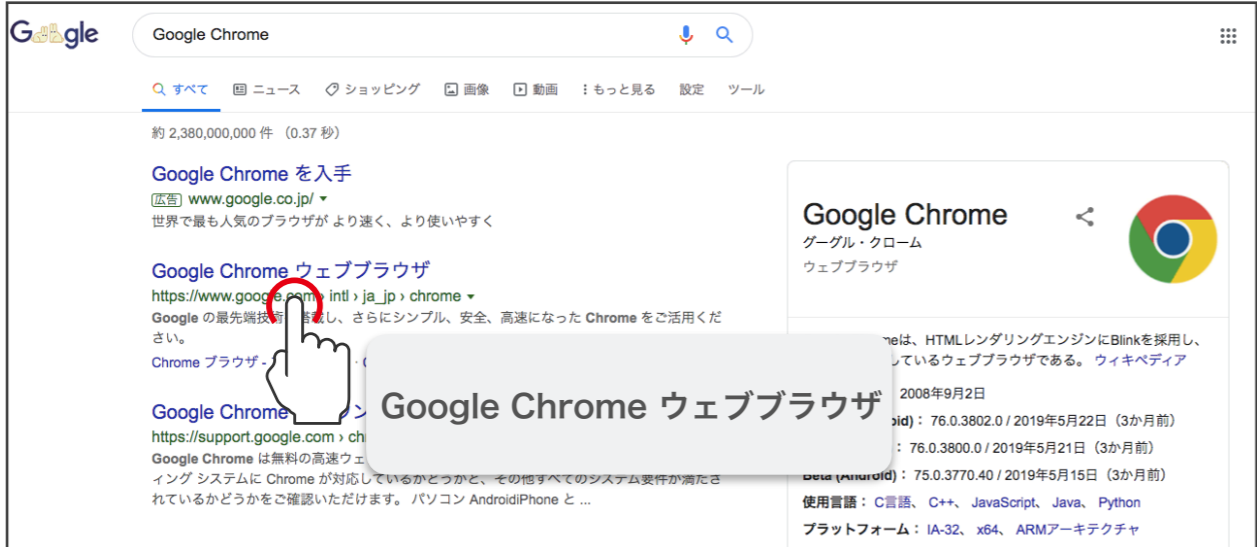 Google
Google Chrome
すべて ニュース ショッピング 画像 動画 もっと見る 設定 ツール
約 2,380,000,000 件 （0.37 秒）
Google Chrome を入手
広告 www.google.co.jp/
世界で最も人気のブラウザが より速く、より使いやすく
Google Chrome ウェブブラウザ
https://www.google.com › intl › ja_jp › chrome
Google の最先端技術 搭載し、さらにシンプル、安全、高速になった Chrome をご活用くだ
さい。
Chrome ブラウザ -
Google Chrome
https://support.google.com
Google Chrome は無料の高速ウェ
ィング システムに Chrome が対応しているかどうかと、その他すべてのシステム要件が満たさ
れているかどうかをご確認いただけます。 パソコン AndroidiPhone と ...
Google Chrome ウェブブラウザ
Google Chrome
グーグル・クローム
ウェブブラウザ
は、HTMLレンダリングエンジンにBlinkを採用し、
しているウェブブラウザである。 ウィキペディア
2008年9月2日
： 76.0.3802.0 / 2019年5月22日（3か月前）
： 76.0.3800.0 / 2019年5月21日（3か月前）
Beta (Android)： 75.0.3770.40 / 2019年5月15日（3か月前）
使用言語： C言語、 C++、 JavaScript、 Java、 Python
プラットフォーム： IA-32、 x64、 ARMアーキテクチャ